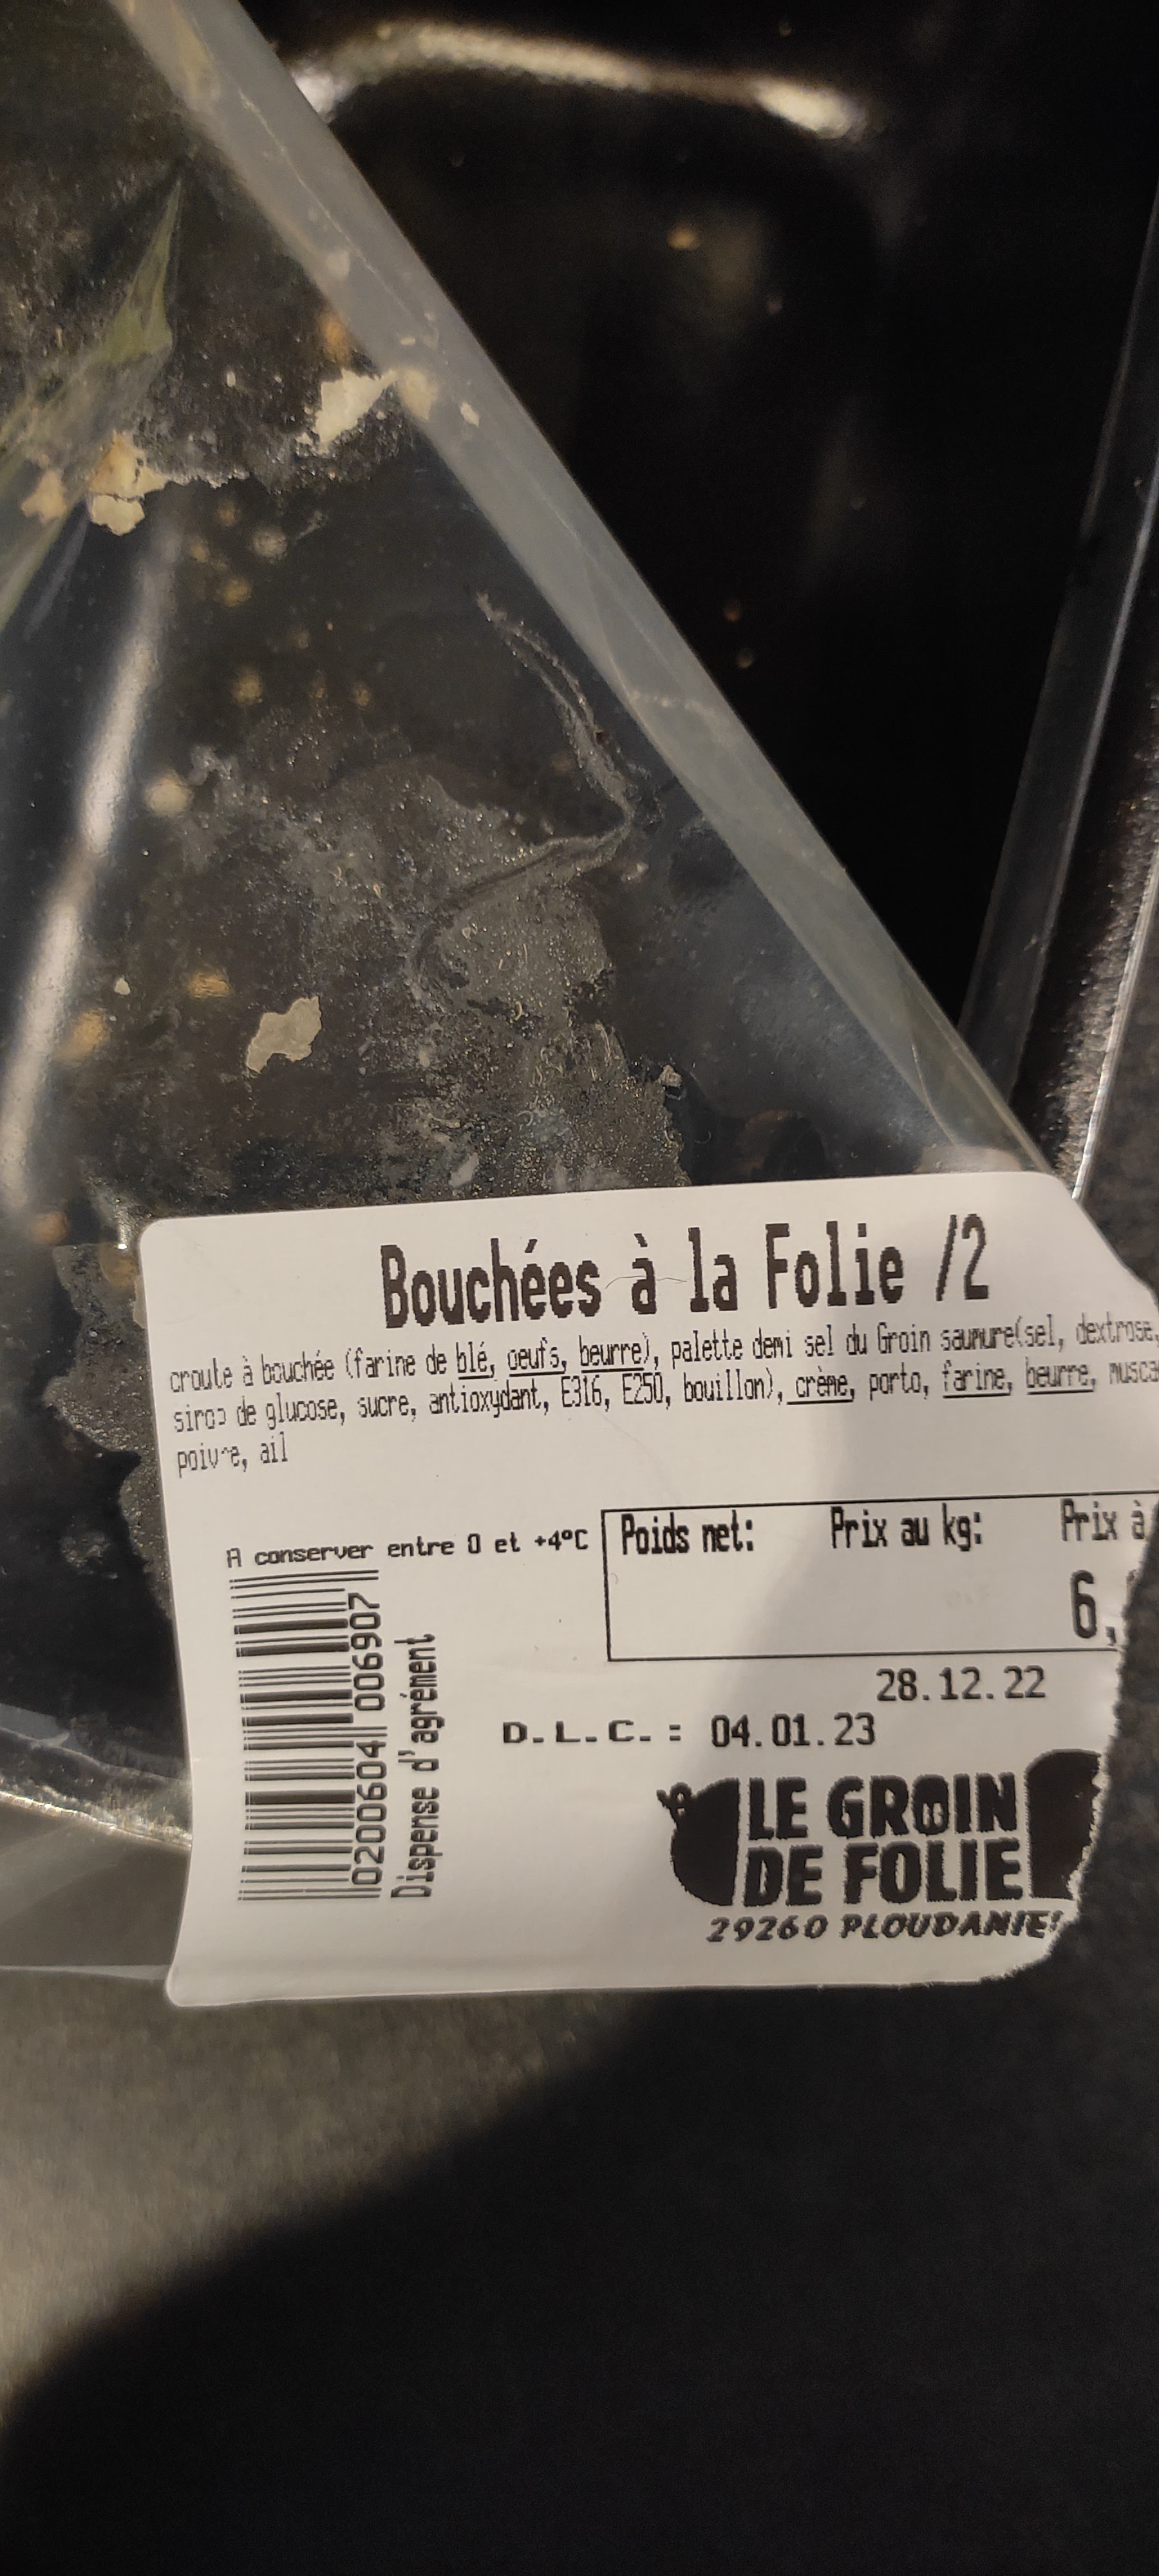 Bouchées à la Folie /2
croute à bouchée (farine de blé, oeufs, beurre), palette demi sel du Groin saumure(sel, dextrose,
sirop de glucose, sucre, antioxydant, E316, E250, bouillon), crème, porto, farine, beurre,
poivre, ail
A conserver entre 0 et +4°C
Poids net: Prix au kg: Prix à
6,
28.12.22
D.L.C.: 04.01.23
0200604 006907
Dispense d'agrément
LE GROIN
DE FOLIE
29260